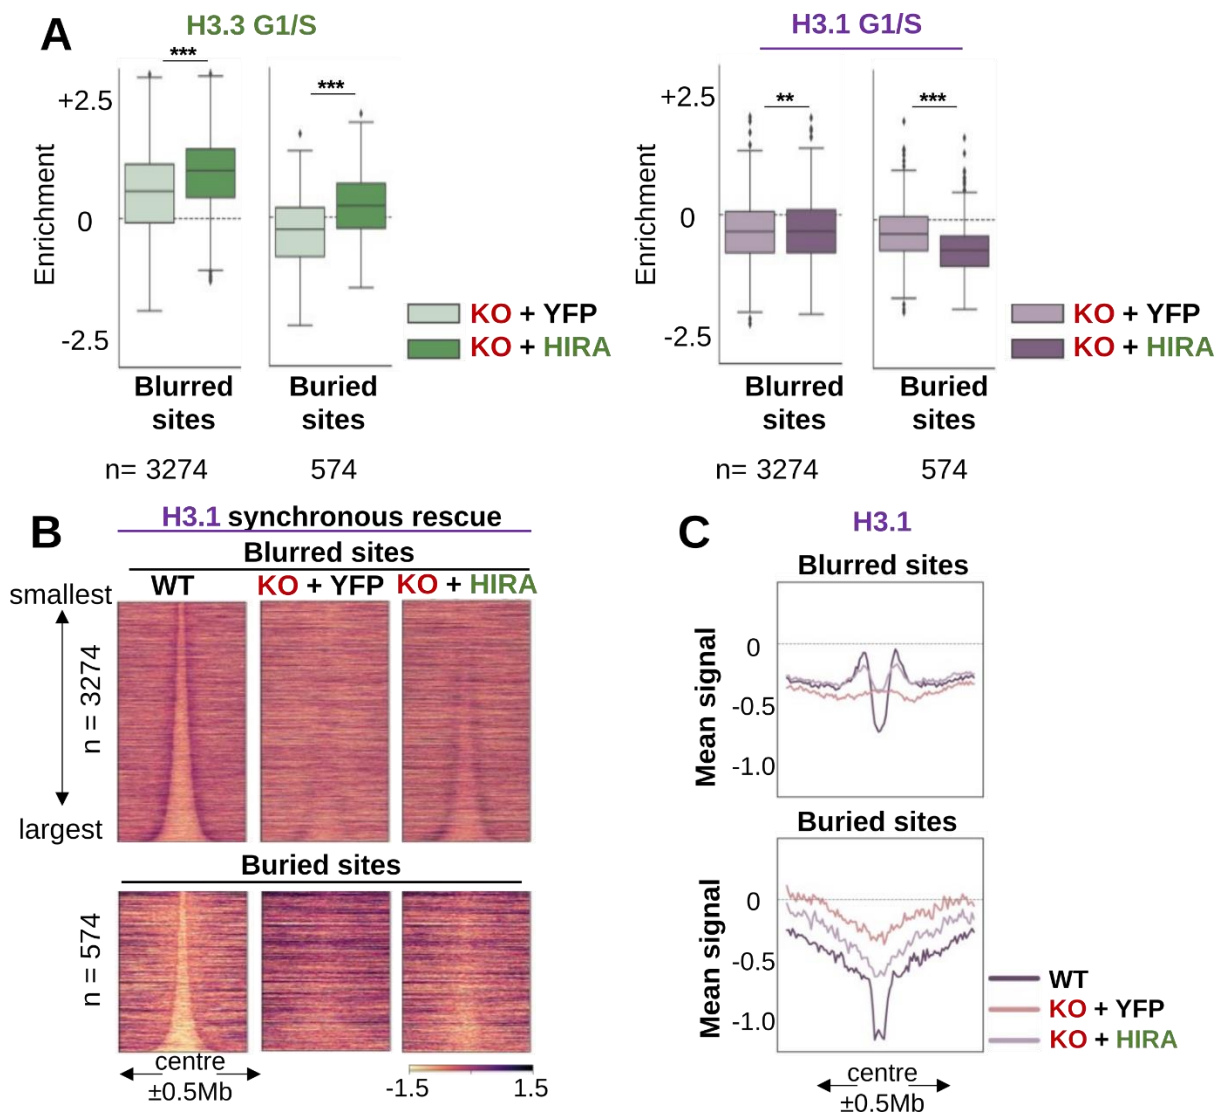 A
H3.3 G1/S
H3.1 G1/S
***
***
**
***
+2.5
0
-2.5
Enrichment
+2.5
0
-2.5
Enrichment
KO + YFP
KO + HIRA
KO + YFP
KO + HIRA
Blurred
sites
Buried
sites
Blurred
sites
Buried
sites
n= 3274
574
n= 3274
574
B
H3.1 synchronous rescue
Blurred sites
WT
KO + YFP
KO + HIRA
smallest
n = 3274
largest
Buried sites
n = 574
centre
±0.5Mb
-1.5
1.5
C
H3.1
Blurred sites
Mean signal
0
-0.5
-1.0
Buried sites
Mean signal
0
-0.5
-1.0
WT
KO + YFP
KO + HIRA
centre
±0.5Mb